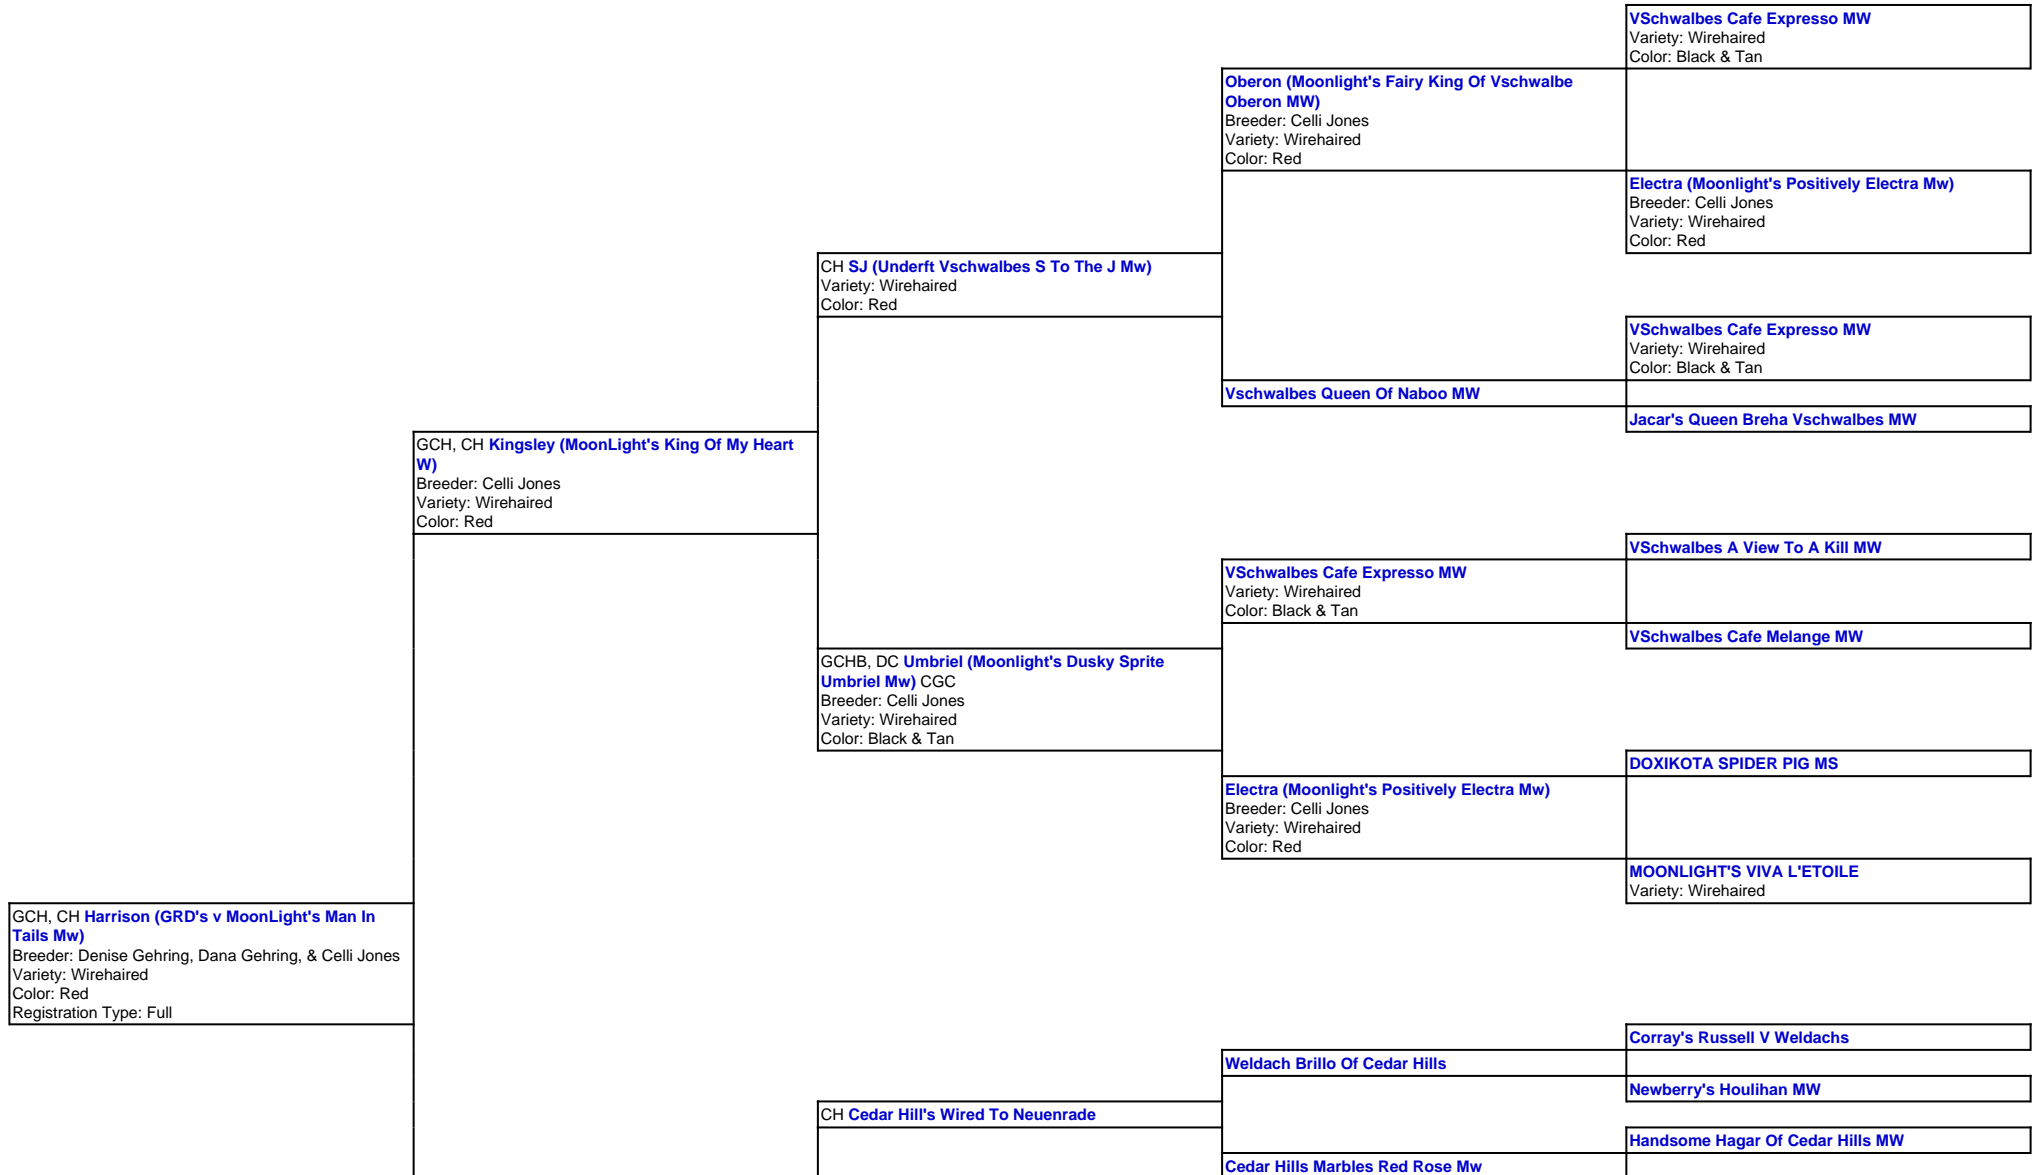 VSchwalbes Cafe Expresso MW
Variety: Wirehaired
Color: Black & Tan
Oberon (Moonlight's Fairy King Of Vschwalbe
Oberon MW)
Breeder: Celli Jones
Variety: Wirehaired
Color: Red
Electra (Moonlight's Positively Electra Mw)
Breeder: Celli Jones
Variety: Wirehaired
Color: Red
CH SJ (Underft Vschwalbes S To The J Mw)
Variety: Wirehaired
Color: Red
VSchwalbes Cafe Expresso MW
Variety: Wirehaired
Color: Black & Tan
Vschwalbes Queen Of Naboo MW
Jacar's Queen Breha Vschwalbes MW
GCH, CH Kingsley (MoonLight's King Of My Heart
W)
Breeder: Celli Jones
Variety: Wirehaired
Color: Red
VSchwalbes A View To A Kill MW
VSchwalbes Cafe Expresso MW
Variety: Wirehaired
Color: Black & Tan
VSchwalbes Cafe Melange MW
GCHB, DC Umbriel (Moonlight's Dusky Sprite
Umbriel Mw) CGC
Breeder: Celli Jones
Variety: Wirehaired
Color: Black & Tan
DOXIKOTA SPIDER PIG MS
Electra (Moonlight's Positively Electra Mw)
Breeder: Celli Jones
Variety: Wirehaired
Color: Red
MOONLIGHT'S VIVA L'ETOILE
Variety: Wirehaired
GCH, CH Harrison (GRD's v MoonLight's Man In
Tails Mw)
Breeder: Denise Gehring, Dana Gehring, & Celli Jones
Variety: Wirehaired
Color: Red
Registration Type: Full
Corray's Russell V Weldachs
Weldach Brillo Of Cedar Hills
Newberry's Houlihan MW
CH Cedar Hill's Wired To Neuenrade
Handsome Hagar Of Cedar Hills MW
Cedar Hills Marbles Red Rose Mw